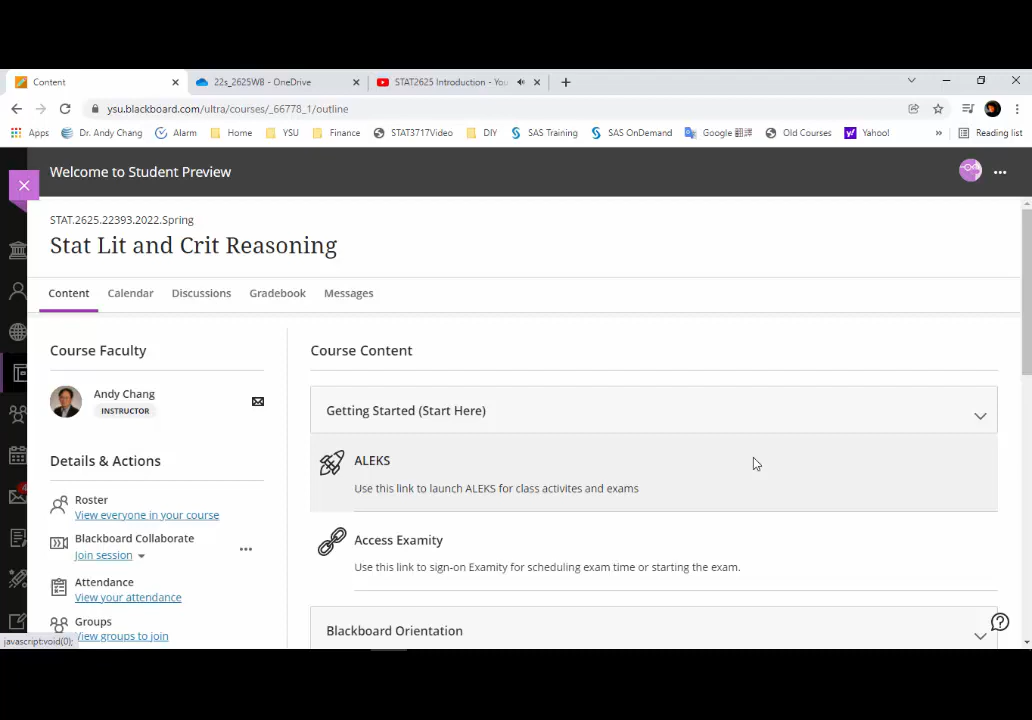 Content
22s_2625WB - OneDrive
STAT2625 Introduction - You
ysu.blackboard.com/ultra/courses/_66778_1/outline
Apps
Dr. Andy Chang
Alarm
Home
YSU
Finance
STAT3717Video
DIY
SAS Training
SAS OnDemand
Google 翻譯
Old Courses
Yahoo!
»
Reading list
Welcome to Student Preview
STAT.2625.22393.2022.Spring
Stat Lit and Crit Reasoning
Content
Calendar
Discussions
Gradebook
Messages
Course Faculty
Andy Chang
INSTRUCTOR
Details & Actions
Roster
View everyone in your course
Blackboard Collaborate
Join session
Attendance
View your attendance
Groups
View groups to join
Course Content
Getting Started (Start Here)
ALEKS
Use this link to launch ALEKS for class activites and exams
Access Examity
Use this link to sign-on Examity for scheduling exam time or starting the exam.
Blackboard Orientation
javascript:void(0);